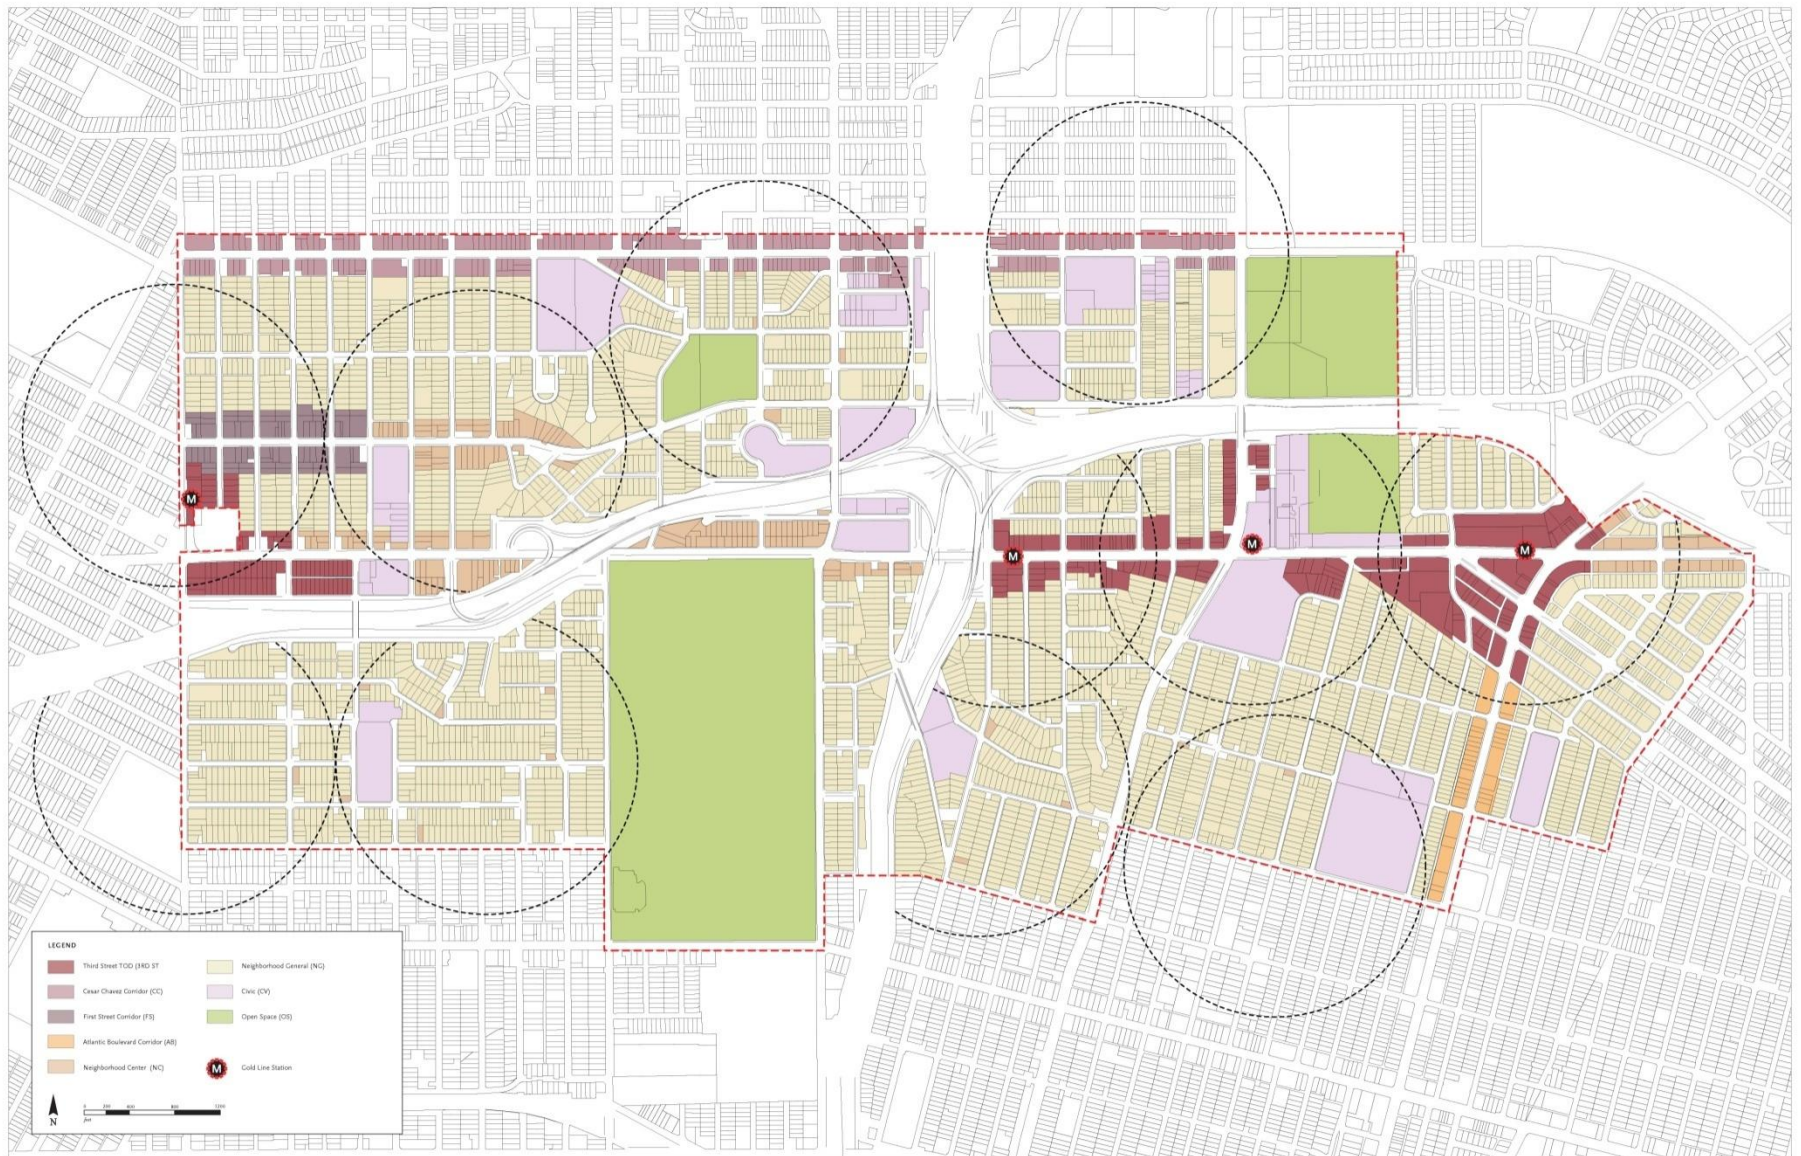 LEGEND
Third Street TOD (3RD ST
Cesar Chavez Corridor (CC)
First Street Corridor (FS)
Atlantic Boulevard Corridor (AB)
Neighborhood Center (NC)
Neighborhood General (NG)
Civic (CV)
Open Space (OS)
M Gold Line Station
M
M
M
M
N
feet